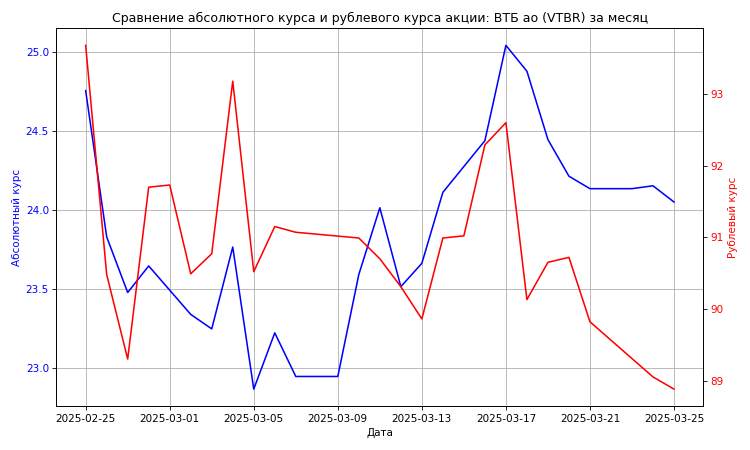 Сравнение абсолютного курса и рублевого курса акции: ВТБ ао (VTBR) за месяц
25.0
24.5
24.0
23.5
23.0
Абсолютный курс
93
92
91
90
89
Рублевый курс
2025-02-25 2025-03-01 2025-03-05 2025-03-09 2025-03-13 2025-03-17 2025-03-21 2025-03-25
Дата